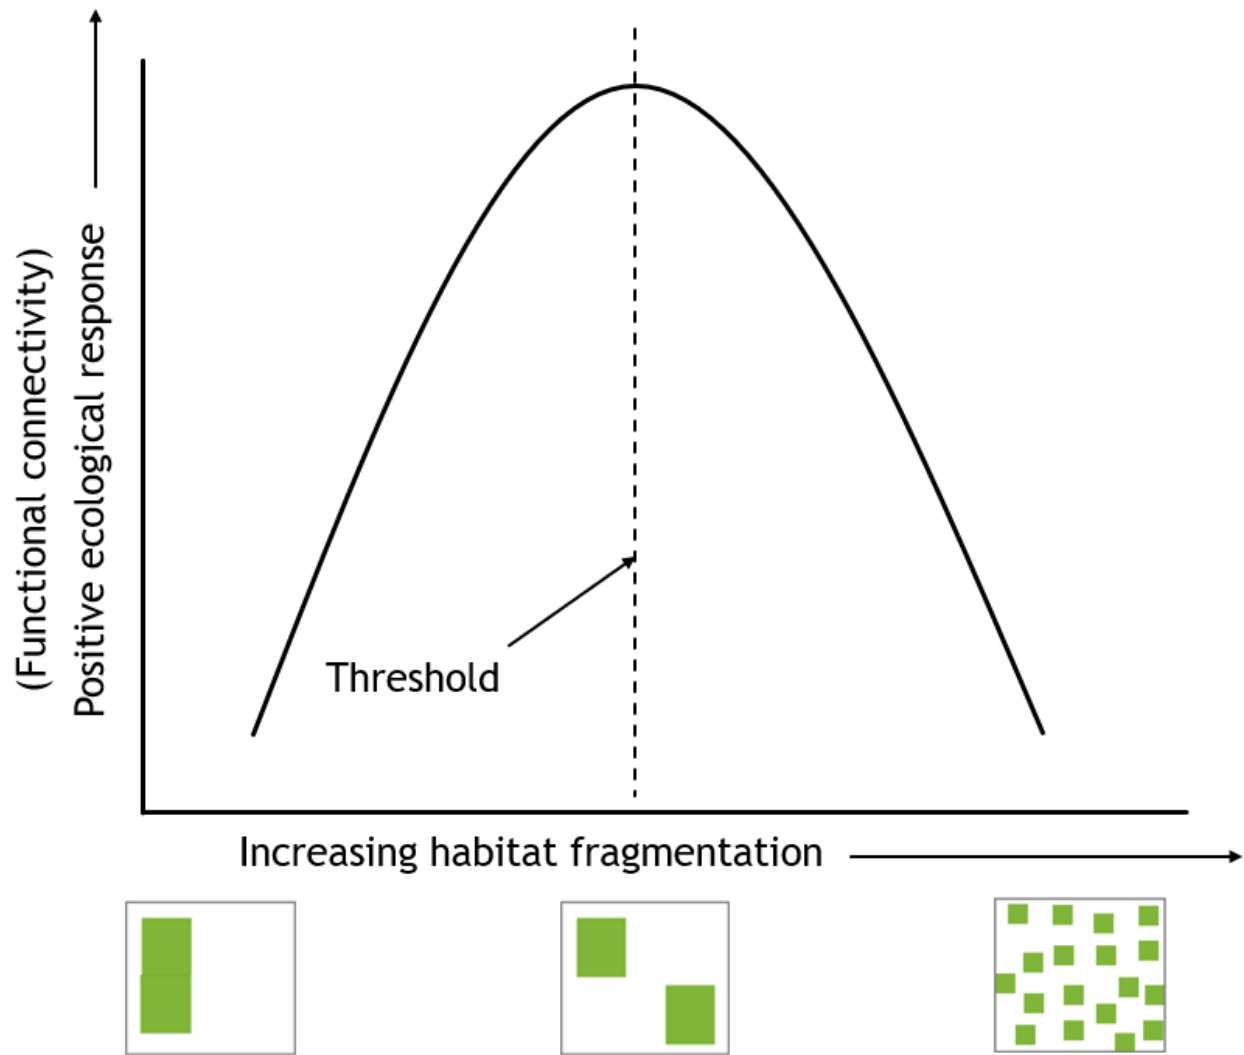 (Functional connectivity)
Positive ecological response
Threshold
Increasing habitat fragmentation